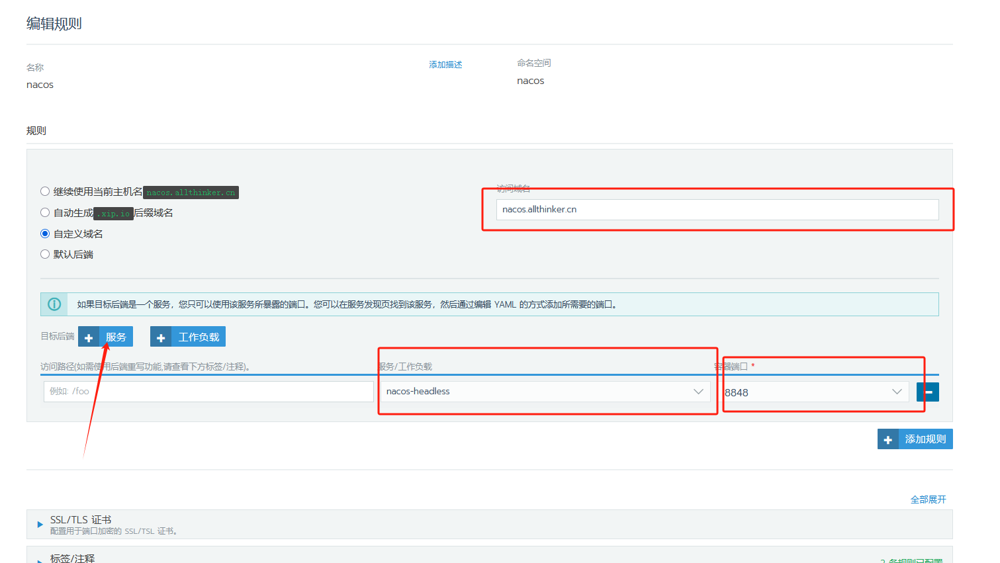 编辑规则
名称
添加描述
命名空间
nacos
nacos
规则
继续使用当前主机名 nacos.allthinker.cn
访问域名
nacos.allthinker.cn
自动生成 .xip.io 后缀域名
自定义域名
默认后端
如果目标后端是一个服务，您只可以使用该服务所暴露的端口。您可以在服务发现页找到该服务，然后通过编辑 YAML 的方式添加所需要的端口。
目标后端 + 服务 + 工作负载
访问路径(如需使用后端重写功能,请查看下方标签/注释)。
服务/工作负载
容器端口 *
例如: /foo
nacos-headless
8848
+ 添加规则
全部展开
SSL/TLS 证书
配置用于端口加密的 SSL/TSL 证书。
标签/注释